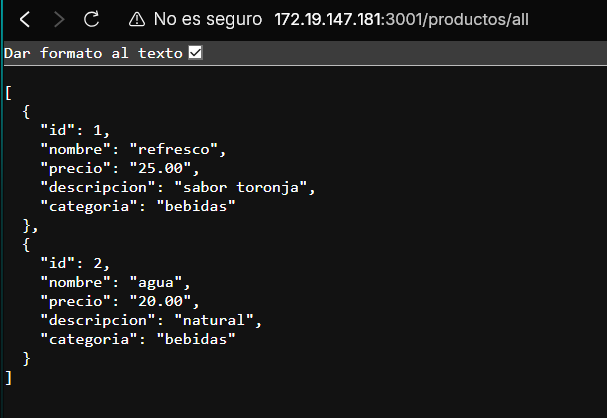 No es seguro 172.19.147.181:3001/productos/all
Dar formato al texto
[
  {
    "id": 1,
    "nombre": "refresco",
    "precio": "25.00",
    "descripcion": "sabor toronja",
    "categoria": "bebidas"
  },
  {
    "id": 2,
    "nombre": "agua",
    "precio": "20.00",
    "descripcion": "natural",
    "categoria": "bebidas"
  }
]